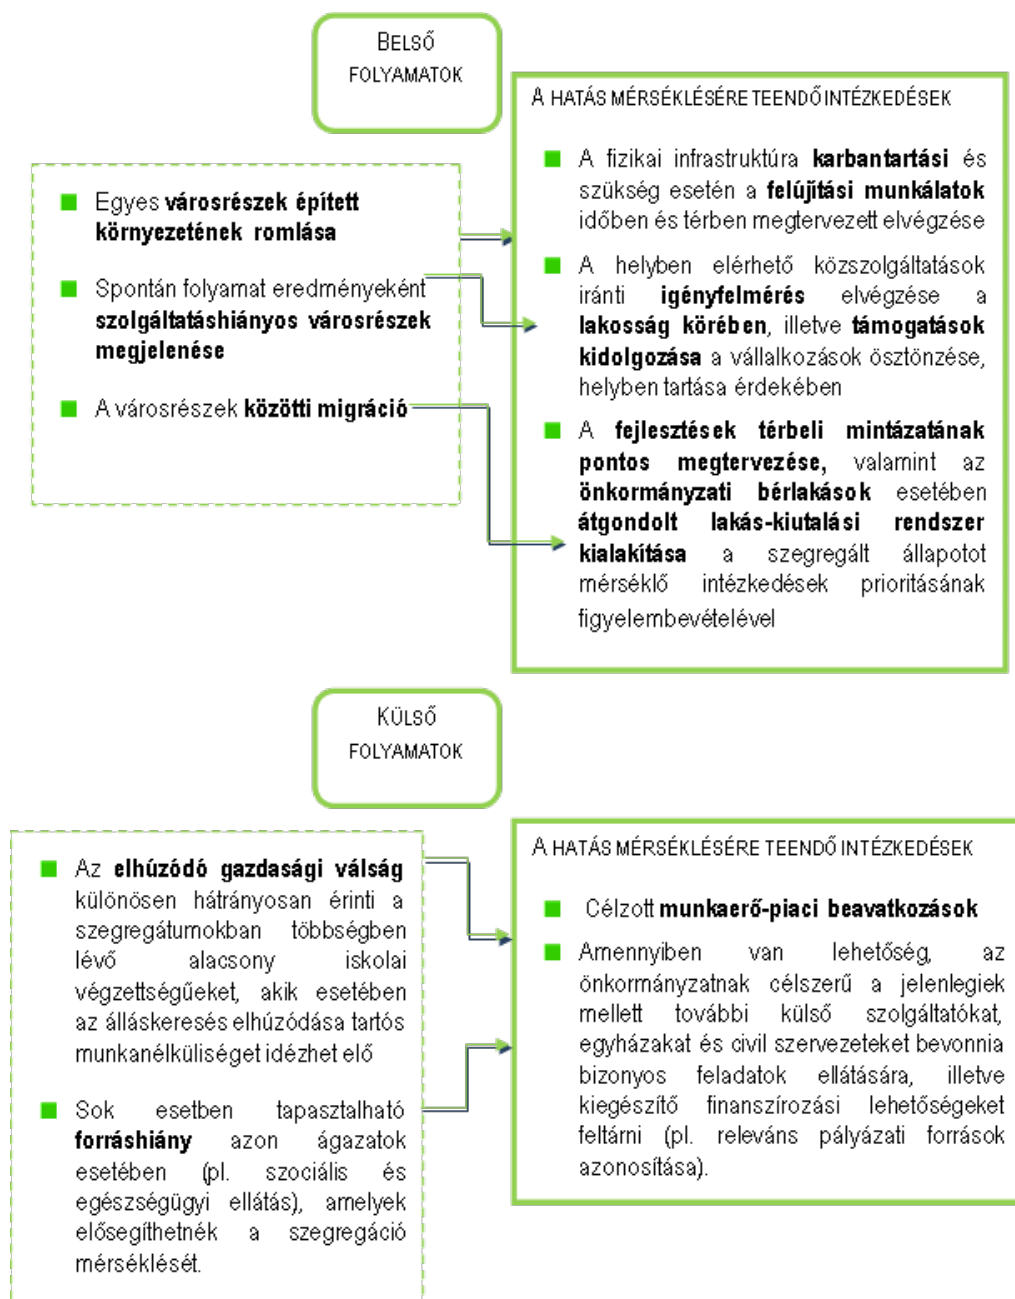 BELSŐ
FOLYAMATOK
A HATÁS MÉRSÉKLÉSÉRE TEENDŐ INTÉZKEDÉSEK
Egyes városrészek épített
környezetének romlása
Spontán folyamat eredményeként
szolgáltatáshiányos városrészek
megjelenése
A városrészek közötti migráció
A fizikai infrastruktúra karbantartási és
szükség esetén a felújítási munkálatok
időben és térben megtervezett elvégzése
A helyben elérhető közszolgáltatások
iránti igényfelmérés elvégzése a
lakosság körében, illetve támogatások
kidolgozása a vállalkozások ösztönzése,
helyben tartása érdekében
A fejlesztések térbeli mintázatának
pontos megtervezése, valamint az
önkormányzati bérlakások esetében
átgondolt lakás-kiutalási rendszer
kialakítása a szegregált állapotot
mérséklő intézkedések prioritásának
figyelembevételével
KÜLSŐ
FOLYAMATOK
Az elhúzódó gazdasági válság
különösen hátrányosan érinti a
szegregátumokban többségben
lévő alacsony iskolai
végzettségűeket, akik esetében
az álláskeresés elhúzódása tartós
munkanélküliséget idézhet elő
Sok esetben tapasztalható
forráshiány azon ágazatok
esetében (pl. szociális és
egészségügyi ellátás), amelyek
elősegíthetnék a szegregáció
mérséklését.
A HATÁS MÉRSÉKLÉSÉRE TEENDŐ INTÉZKEDÉSEK
Célzott munkaerő-piaci beavatkozások
Amennyiben van lehetőség, az
önkormányzatnak célszerű a jelenlegiek
mellett további külső szolgáltatókat,
egyházakat és civil szervezeteket bevonnia
bizonyos feladatok ellátására, illetve
kiegészítő finanszírozási lehetőségeket
feltárni (pl. releváns pályázati források
azonosítása).